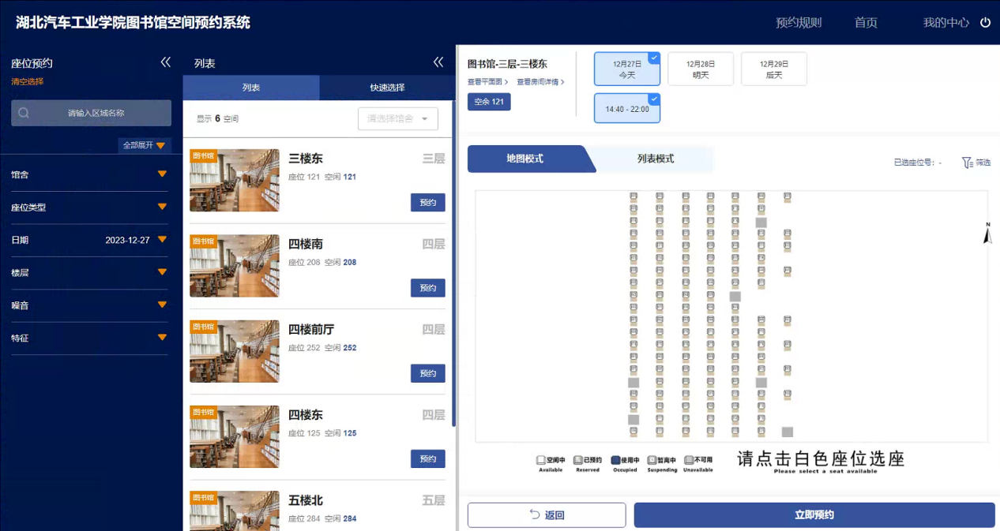 湖北汽车工业学院图书馆空间预约系统
预约规则 首页 我的中心
座位预约
清空选择
请输入区域名称
全部展开
馆舍
座位类型
日期 2023-12-27
楼层
噪音
特征
列表
列表 快速选择
显示 6 空间 请选择馆舍
图书馆 三楼东 三层
座位 121 空闲 121
预约
图书馆 四楼南 四层
座位 208 空闲 208
预约
图书馆 四楼前厅 四层
座位 252 空闲 252
预约
图书馆 四楼东 四层
座位 125 空闲 125
预约
图书馆 五楼北 五层
座位 284 空闲 284
图书馆-三层-三楼东
查看平面图 > 查看房间详情 >
空余 121
12月27日
今天
12月28日
明天
12月29日
后天
14:40 - 22:00
地图模式 列表模式
已选座位号: - 筛选
N
空闲中 已预约 使用中 暂离中 不可用
Available Reserved Occupied Suspending Unavailable
请点击白色座位选座
Please select a seat available
返回 立即预约